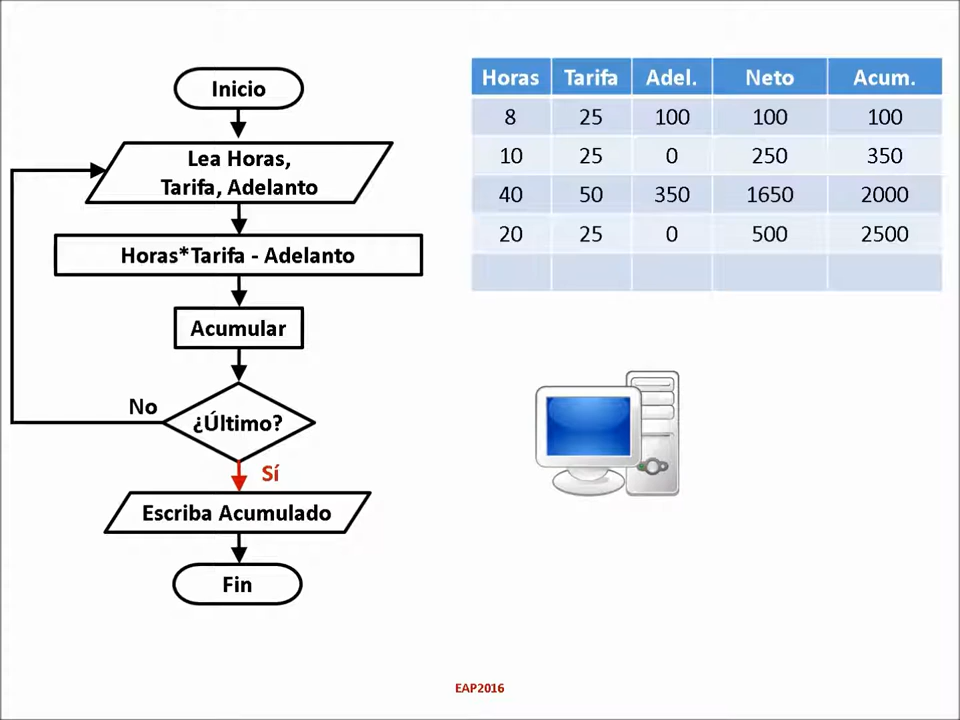 Inicio
Lea Horas,
Tarifa, Adelanto
Horas*Tarifa - Adelanto
Acumular
No
¿Último?
Sí
Escriba Acumulado
Fin
Horas Tarifa Adel. Neto Acum.
8 25 100 100 100
10 25 0 250 350
40 50 350 1650 2000
20 25 0 500 2500
EAP2016